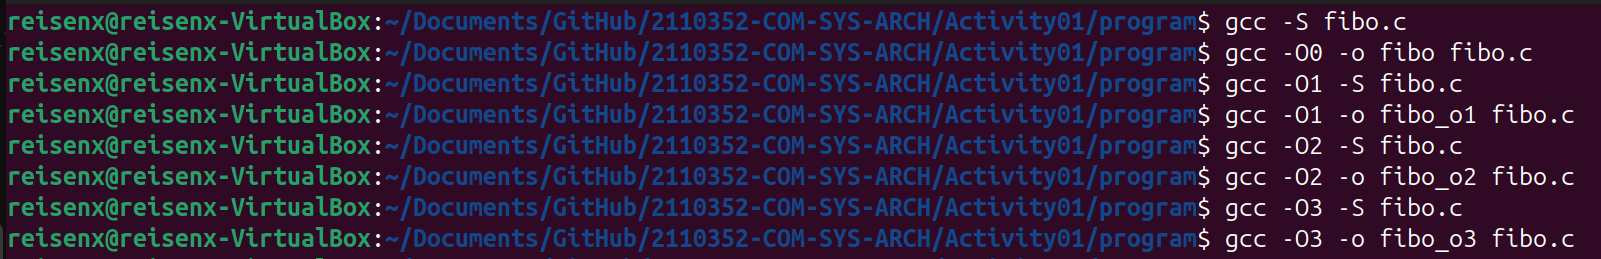 reisenx@reisenx-VirtualBox:~/Documents/GitHub/2110352-COM-SYS-ARCH/Activity01/program$ gcc -S fibo.c
reisenx@reisenx-VirtualBox:~/Documents/GitHub/2110352-COM-SYS-ARCH/Activity01/program$ gcc -O0 -o fibo fibo.c
reisenx@reisenx-VirtualBox:~/Documents/GitHub/2110352-COM-SYS-ARCH/Activity01/program$ gcc -O1 -S fibo.c
reisenx@reisenx-VirtualBox:~/Documents/GitHub/2110352-COM-SYS-ARCH/Activity01/program$ gcc -O1 -o fibo_o1 fibo.c
reisenx@reisenx-VirtualBox:~/Documents/GitHub/2110352-COM-SYS-ARCH/Activity01/program$ gcc -O2 -S fibo.c
reisenx@reisenx-VirtualBox:~/Documents/GitHub/2110352-COM-SYS-ARCH/Activity01/program$ gcc -O2 -o fibo_o2 fibo.c
reisenx@reisenx-VirtualBox:~/Documents/GitHub/2110352-COM-SYS-ARCH/Activity01/program$ gcc -O3 -S fibo.c
reisenx@reisenx-VirtualBox:~/Documents/GitHub/2110352-COM-SYS-ARCH/Activity01/program$ gcc -O3 -o fibo_o3 fibo.c